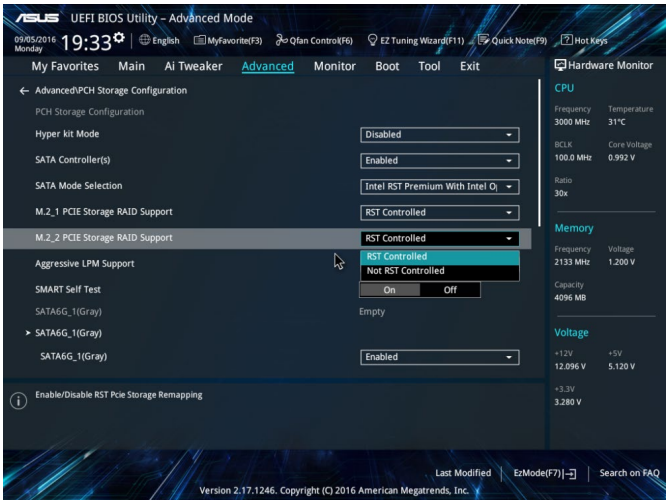 ASUS UEFI BIOS Utility – Advanced Mode
09/05/2016 Monday 19:33 English MyFavorite(F3) Qfan Control(F6) EZ Tuning Wizard(F11) Quick Note(F9) ? Hot Keys
My Favorites Main Ai Tweaker Advanced Monitor Boot Tool Exit
Hardware Monitor
← Advanced\PCH Storage Configuration
PCH Storage Configuration
Hyper kit Mode Disabled
SATA Controller(s) Enabled
SATA Mode Selection Intel RST Premium With Intel O
M.2_1 PCIE Storage RAID Support RST Controlled
M.2_2 PCIE Storage RAID Support RST Controlled
RST Controlled
Not RST Controlled
Aggressive LPM Support
SMART Self Test On Off
SATA6G_1(Gray) Empty
> SATA6G_1(Gray)
SATA6G_1(Gray) Enabled
i Enable/Disable RST Pcie Storage Remapping
CPU
Frequency Temperature
3000 MHz 31°C
BCLK Core Voltage
100.0 MHz 0.992 V
Ratio
30x
Memory
Frequency Voltage
2133 MHz 1.200 V
Capacity
4096 MB
Voltage
+12V +5V
12.096 V 5.120 V
+3.3V
3.280 V
Last Modified EzMode(F7) Search on FAQ
Version 2.17.1246. Copyright (C) 2016 American Megatrends, Inc.